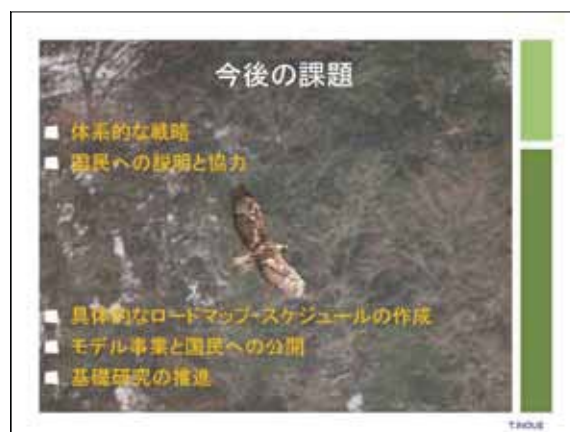 今後の課題
体系的な戦略
国民への説明と協力
具体的なロードマップ・スケジュールの作成
モデル事業と国民への公開
基礎研究の推進
T.INOUE